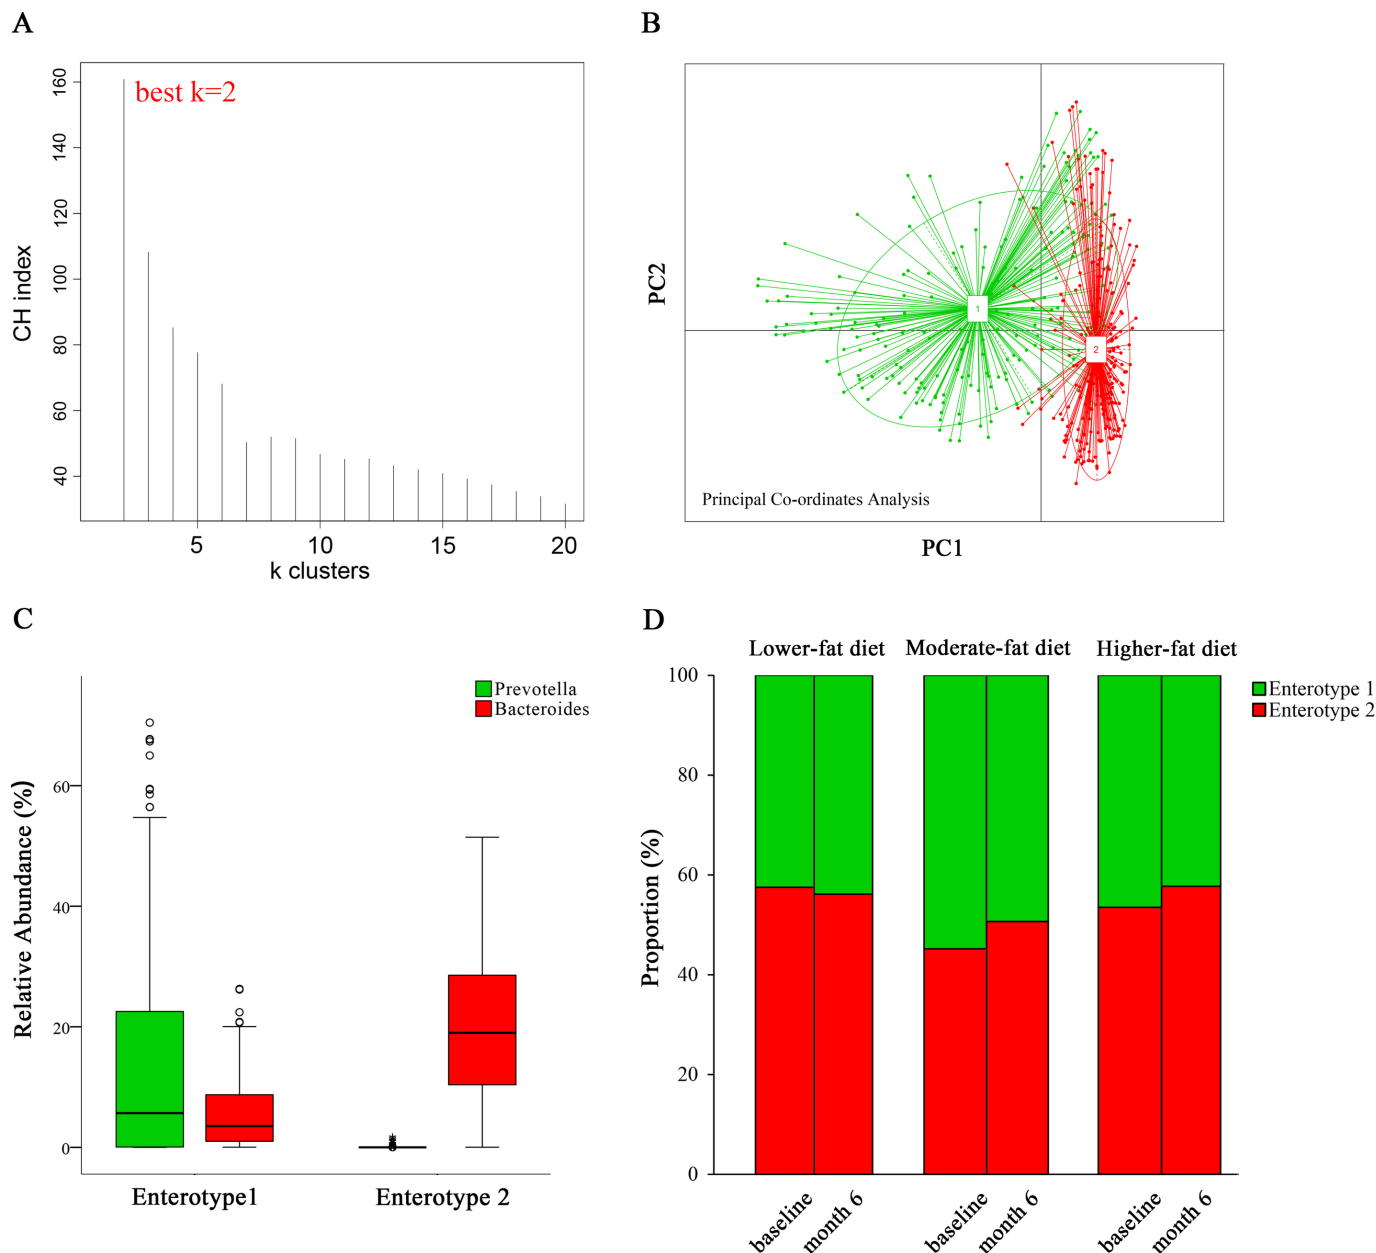 A
best k=2
160
140
120
100
80
60
40
CH index
5
10
15
20
k clusters
B
PC2
1
2
Principal Co-ordinates Analysis
PC1
C
Prevotella
Bacteroides
Relative Abundance (%)
60
40
20
0
Enterotype1
Enterotype 2
D
Lower-fat diet
Moderate-fat diet
Higher-fat diet
Enterotype 1
Enterotype 2
Proportion (%)
100
80
60
40
20
0
baseline
month 6
baseline
month 6
baseline
month 6